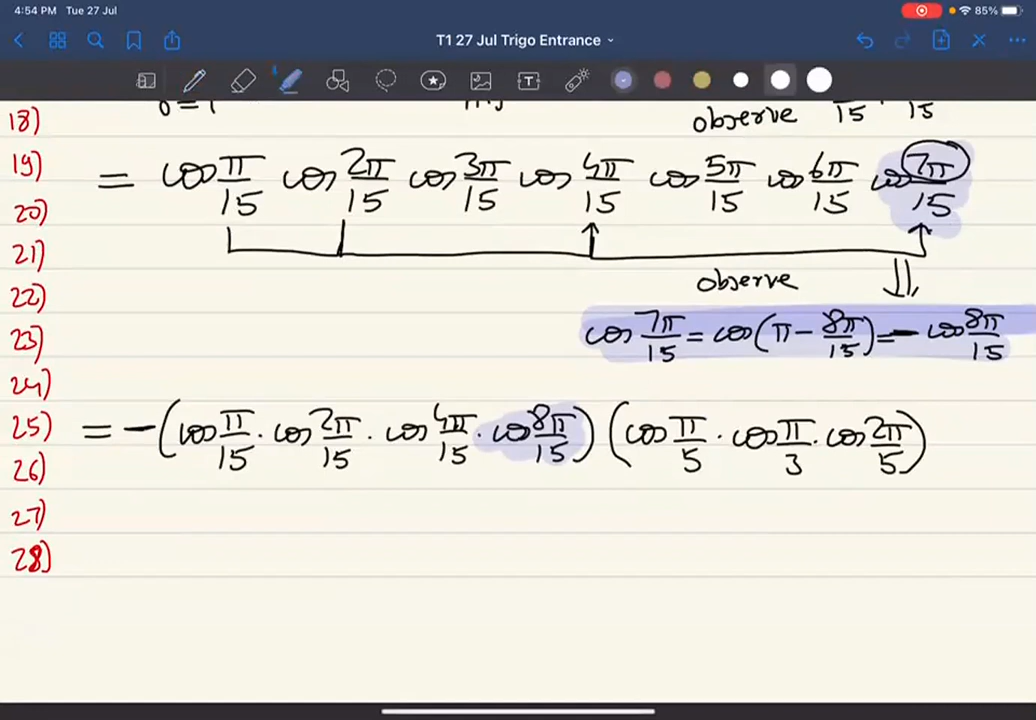 4:54 PM Tue 27 Jul 85%
T1 27 Jul Trigo Entrance
18) observe 15 15
19) = cos π/15 cos 2π/15 cos 3π/15 cos 4π/15 cos 5π/15 cos 6π/15 cos 7π/15
20)
21)
22) observe
23) cos 7π/15 = cos(π - 8π/15) = - cos 8π/15
24)
25) = -(cos π/15 · cos 2π/15 · cos 4π/15 · cos 8π/15) (cos π/5 · cos π/3 · cos 2π/5)
26)
27)
28)